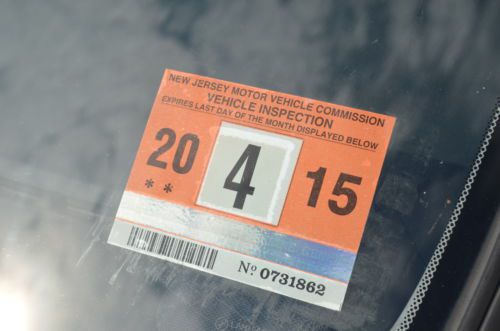 NEW JERSEY MOTOR VEHICLE COMMISSION
VEHICLE INSPECTION
EXPIRES LAST DAY OF THE MONTH DISPLAYED BELOW
20 4 15
**
Nº 0731862